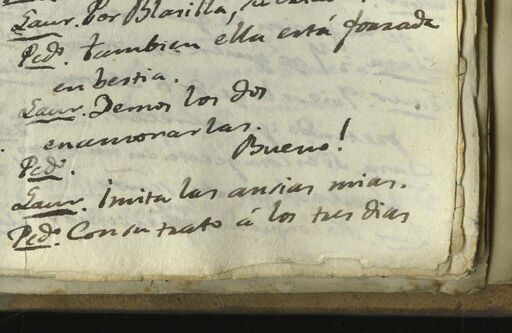 Laur. Por Blasilla,
Ped.º tambien ella está forzada
en bestia.
Laur. Demos los dos
enamorarlas.
Ped.º Bueno!
Laur. imita las ansias mias.
Ped.º Con su trato á los tres dias